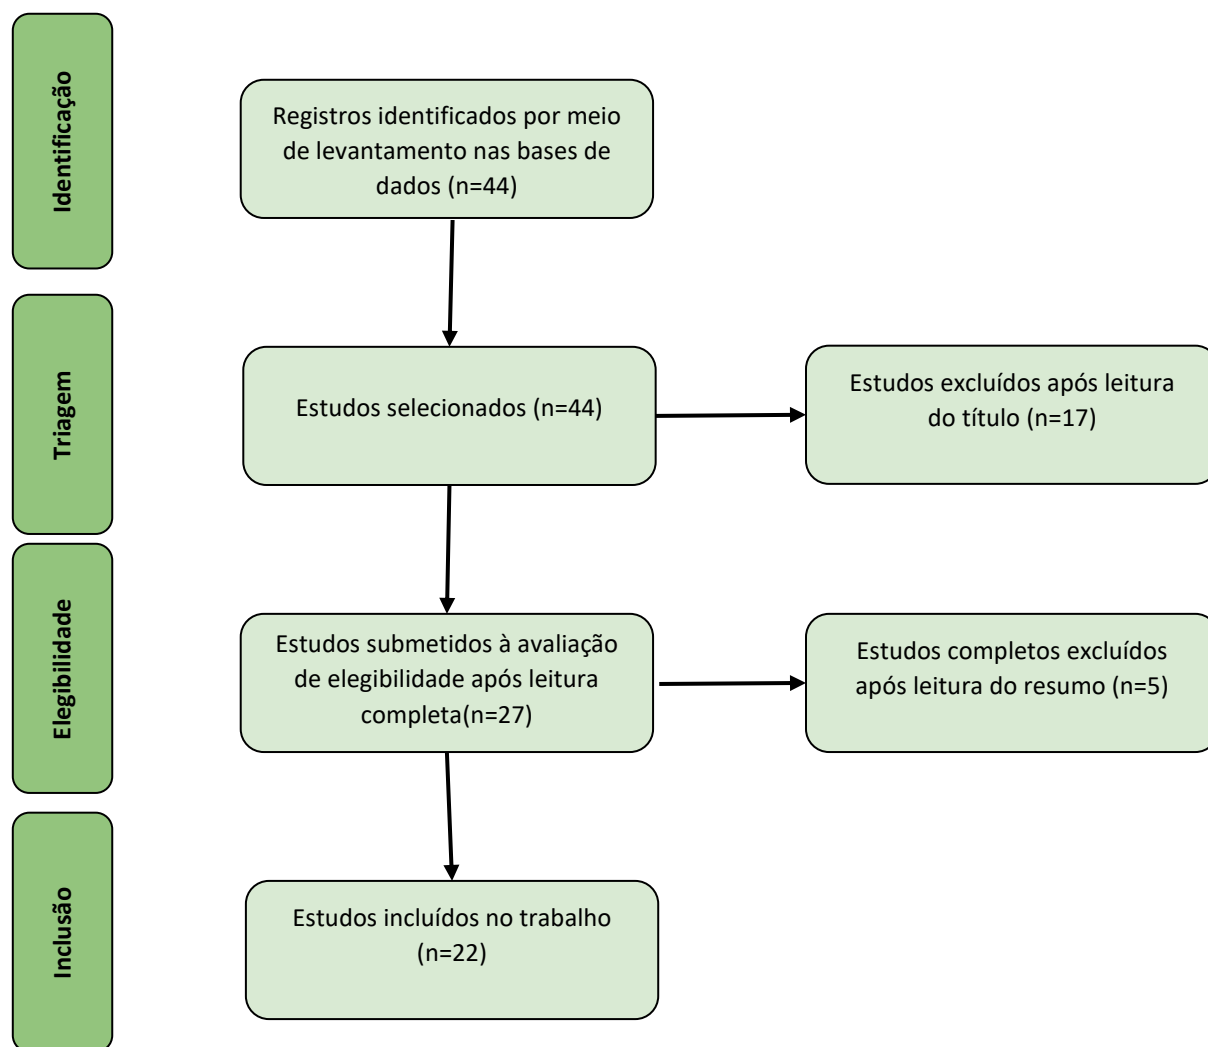 Identificação
Registros identificados por meio
de levantamento nas bases de
dados (n=44)
Triagem
Estudos selecionados (n=44)
Estudos excluídos após leitura
do título (n=17)
Elegibilidade
Estudos submetidos à avaliação
de elegibilidade após leitura
completa(n=27)
Estudos completos excluídos
após leitura do resumo (n=5)
Inclusão
Estudos incluídos no trabalho
(n=22)